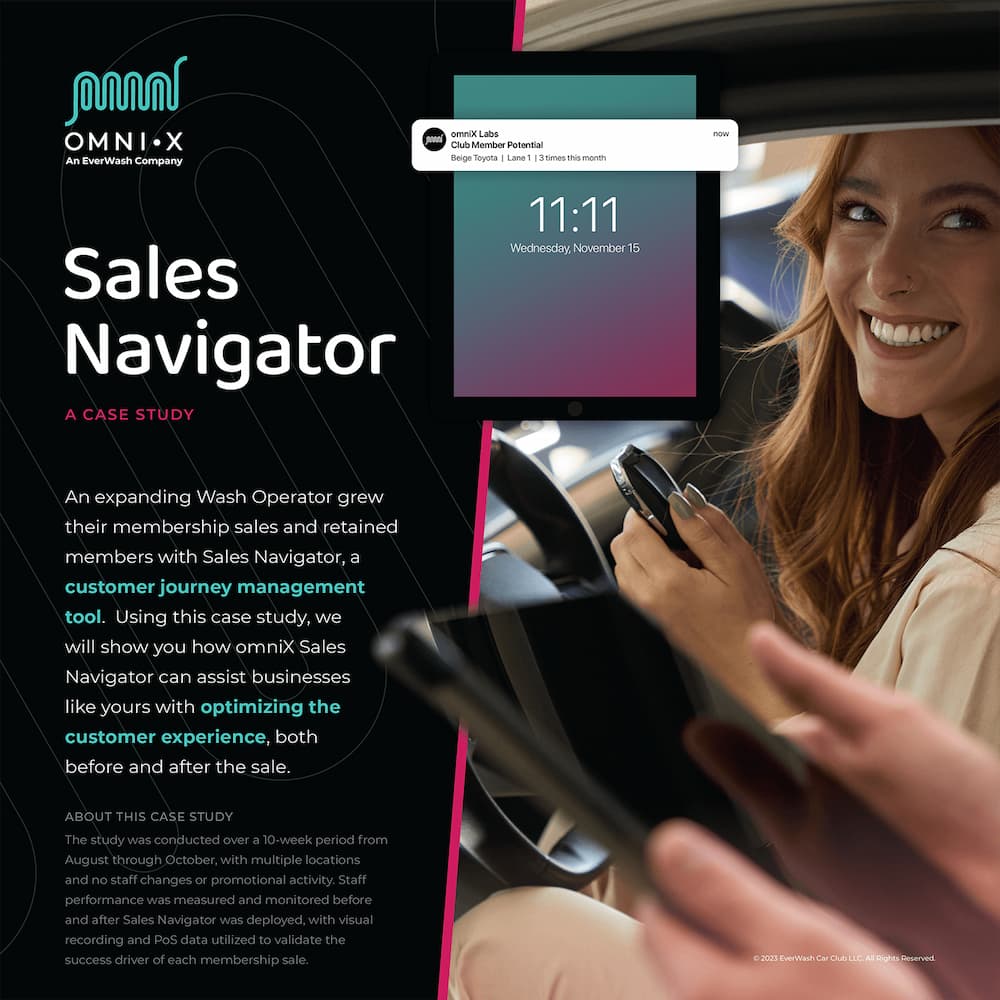 OMNI•X
An EverWash Company
omniX Labs
now
Club Member Potential
Beige Toyota | Lane 1 | 3 times this month
11:11
Wednesday, November 15
Sales
Navigator
A CASE STUDY
An expanding Wash Operator grew
their membership sales and retained
members with Sales Navigator, a
customer journey management
tool. Using this case study, we
will show you how omniX Sales
Navigator can assist businesses
like yours with optimizing the
customer experience, both
before and after the sale.
ABOUT THIS CASE STUDY
The study was conducted over a 10-week period from
August through October, with multiple locations
and no staff changes or promotional activity. Staff
performance was measured and monitored before
and after Sales Navigator was deployed, with visual
recording and PoS data utilized to validate the
success driver of each membership sale.
© 2023 EverWash Car Club LLC. All Rights Reserved.